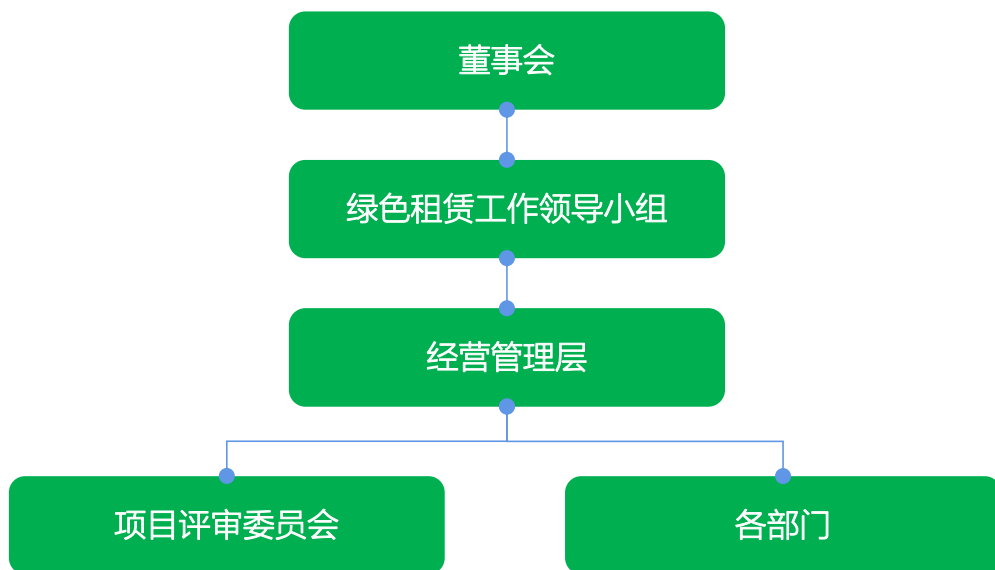 董事会
绿色租赁工作领导小组
经营管理层
项目评审委员会
各部门